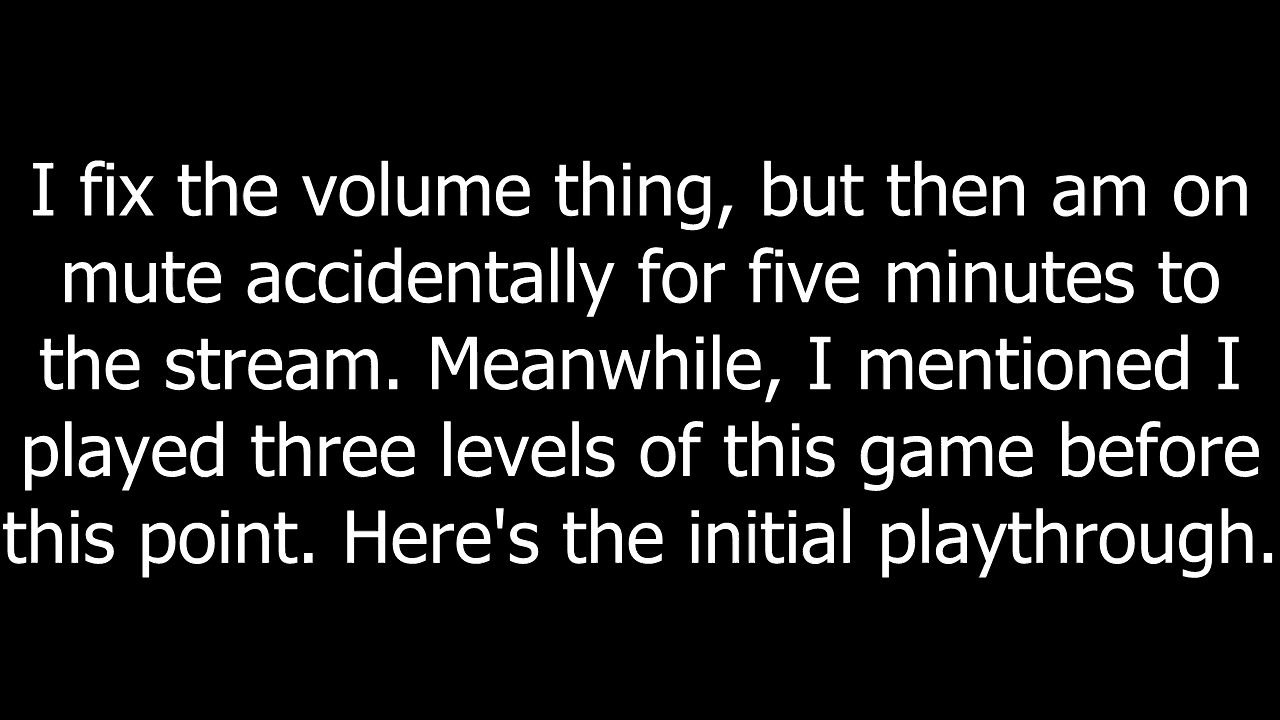 I fix the volume thing, but then am on
mute accidentally for five minutes to
the stream. Meanwhile, I mentioned I
played three levels of this game before
this point. Here's the initial playthrough.